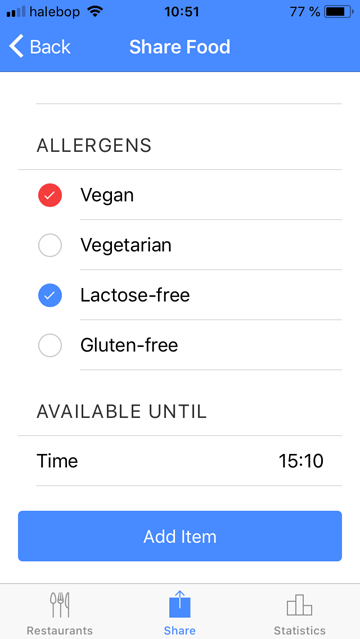 halebop 10:51 77 %
Back Share Food
ALLERGENS
Vegan
Vegetarian
Lactose-free
Gluten-free
AVAILABLE UNTIL
Time 15:10
Add Item
Restaurants Share Statistics